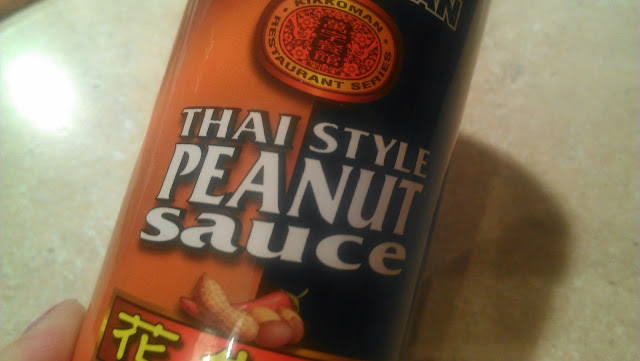 KIKKOMAN
RESTAURANT SERIES
THAI STYLE
PEANUT
sauce
花